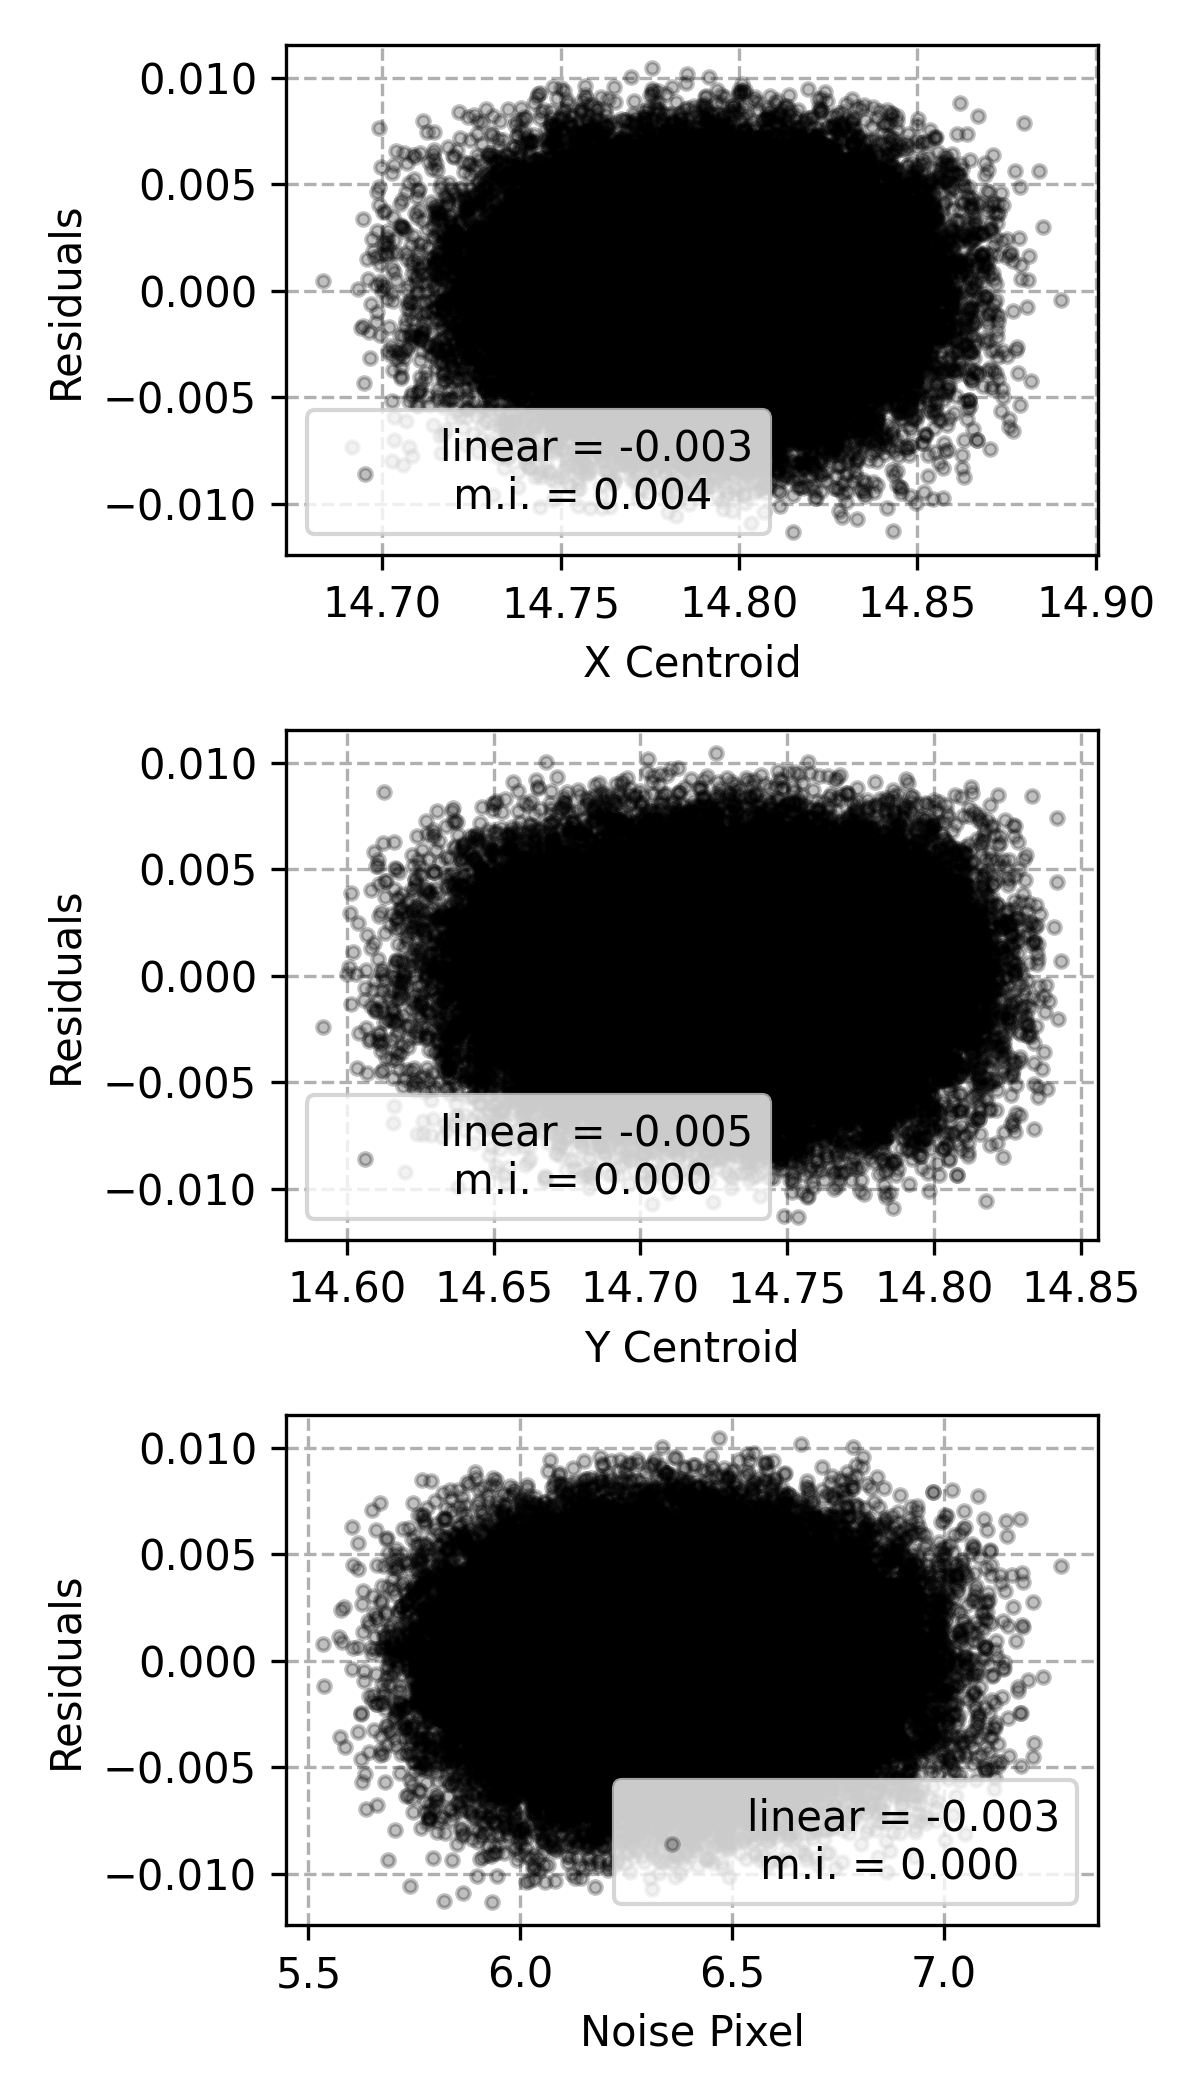 0.010
0.005
0.000
−0.005
−0.010
Residuals
linear = -0.003
m.i. = 0.004
14.70 14.75 14.80 14.85 14.90
X Centroid
0.010
0.005
0.000
−0.005
−0.010
Residuals
linear = -0.005
m.i. = 0.000
14.60 14.65 14.70 14.75 14.80 14.85
Y Centroid
0.010
0.005
0.000
−0.005
−0.010
Residuals
linear = -0.003
m.i. = 0.000
5.5 6.0 6.5 7.0
Noise Pixel